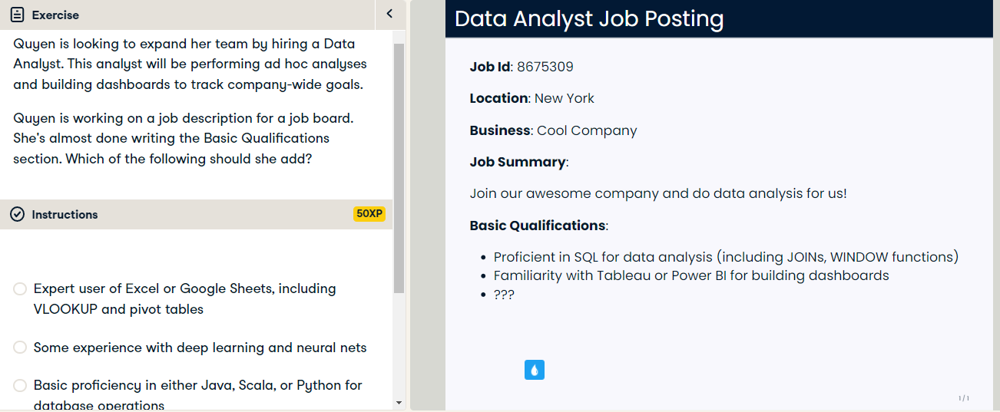 Exercise
Quyen is looking to expand her team by hiring a Data
Analyst. This analyst will be performing ad hoc analyses
and building dashboards to track company-wide goals.
Quyen is working on a job description for a job board.
She's almost done writing the Basic Qualifications
section. Which of the following should she add?
Instructions
50XP
Expert user of Excel or Google Sheets, including
VLOOKUP and pivot tables
Some experience with deep learning and neural nets
Basic proficiency in either Java, Scala, or Python for
database operations
Data Analyst Job Posting
Job Id: 8675309
Location: New York
Business: Cool Company
Job Summary:
Join our awesome company and do data analysis for us!
Basic Qualifications:
• Proficient in SQL for data analysis (including JOINs, WINDOW functions)
• Familiarity with Tableau or Power BI for building dashboards
• ???
1/1